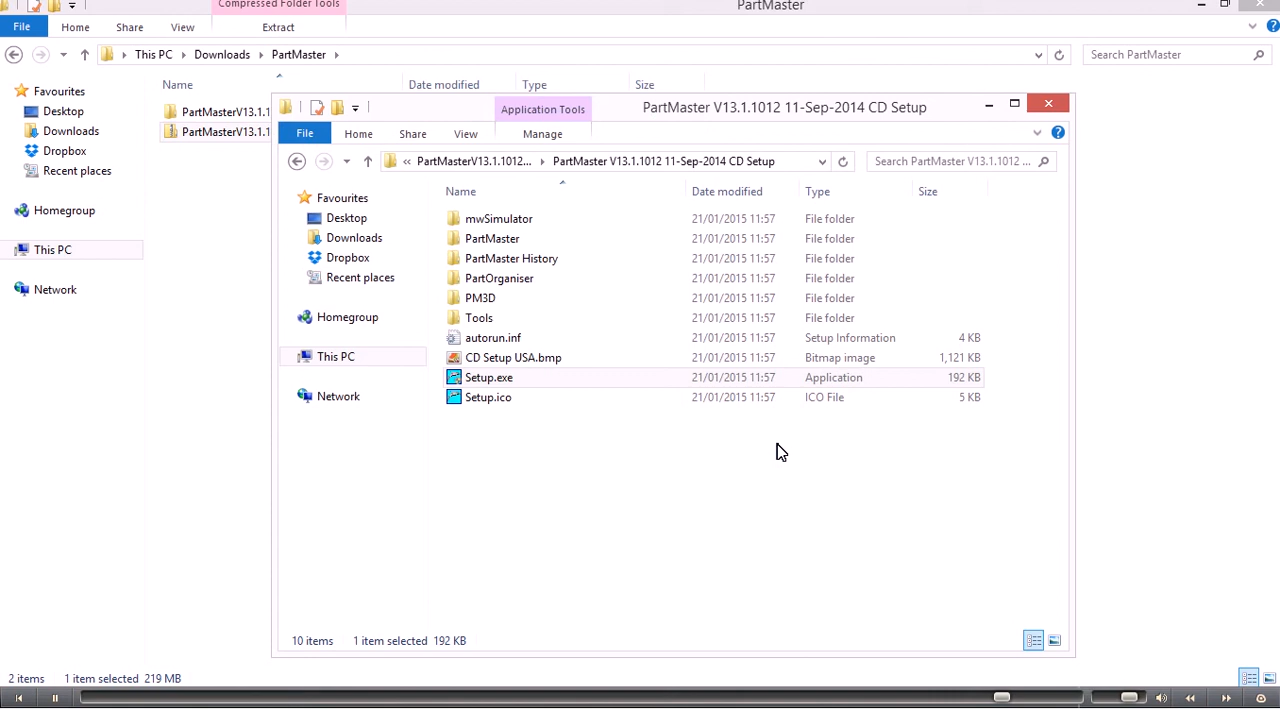 Compressed Folder Tools
PartMaster
File Home Share View Extract
This PC Downloads PartMaster
Search PartMaster
Favourites
Desktop
Downloads
Dropbox
Recent places
Homegroup
This PC
Network
Name Date modified Type Size
PartMasterV13.1.1
PartMasterV13.1.1
Application Tools
PartMaster V13.1.1012 11-Sep-2014 CD Setup
File Home Share View Manage
« PartMasterV13.1.1012... PartMaster V13.1.1012 11-Sep-2014 CD Setup
Search PartMaster V13.1.1012 ...
Favourites
Desktop
Downloads
Dropbox
Recent places
Homegroup
This PC
Network
Name Date modified Type Size
mwSimulator 21/01/2015 11:57 File folder
PartMaster 21/01/2015 11:57 File folder
PartMaster History 21/01/2015 11:57 File folder
PartOrganiser 21/01/2015 11:57 File folder
PM3D 21/01/2015 11:57 File folder
Tools 21/01/2015 11:57 File folder
autorun.inf 21/01/2015 11:57 Setup Information 4 KB
CD Setup USA.bmp 21/01/2015 11:57 Bitmap image 1,121 KB
Setup.exe 21/01/2015 11:57 Application 192 KB
Setup.ico 21/01/2015 11:57 ICO File 5 KB
10 items 1 item selected 192 KB
2 items 1 item selected 219 MB